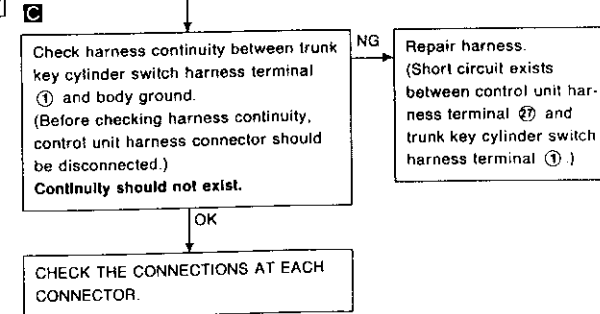 C
Check harness continuity between trunk
key cylinder switch harness terminal
① and body ground.
(Before checking harness continuity,
control unit harness connector should
be disconnected.)
Continuity should not exist.
NG
Repair harness.
(Short circuit exists
between control unit har-
ness terminal ㉗ and
trunk key cylinder switch
harness terminal ① .)
OK
CHECK THE CONNECTIONS AT EACH
CONNECTOR.